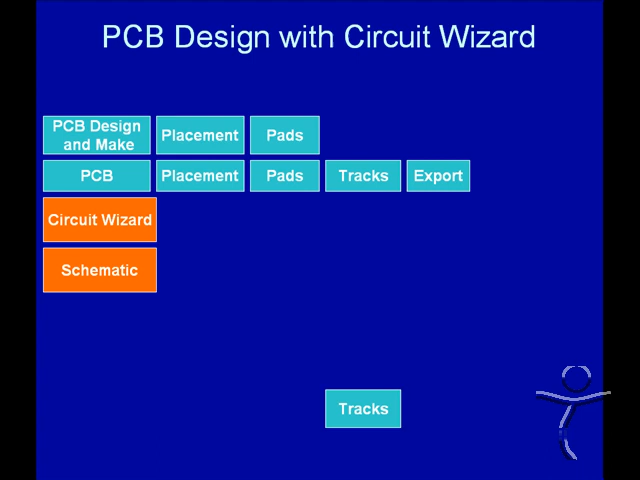 PCB Design with Circuit Wizard
PCB Design
and Make
Placement
Pads
PCB
Placement
Pads
Tracks
Export
Circuit Wizard
Schematic
Tracks